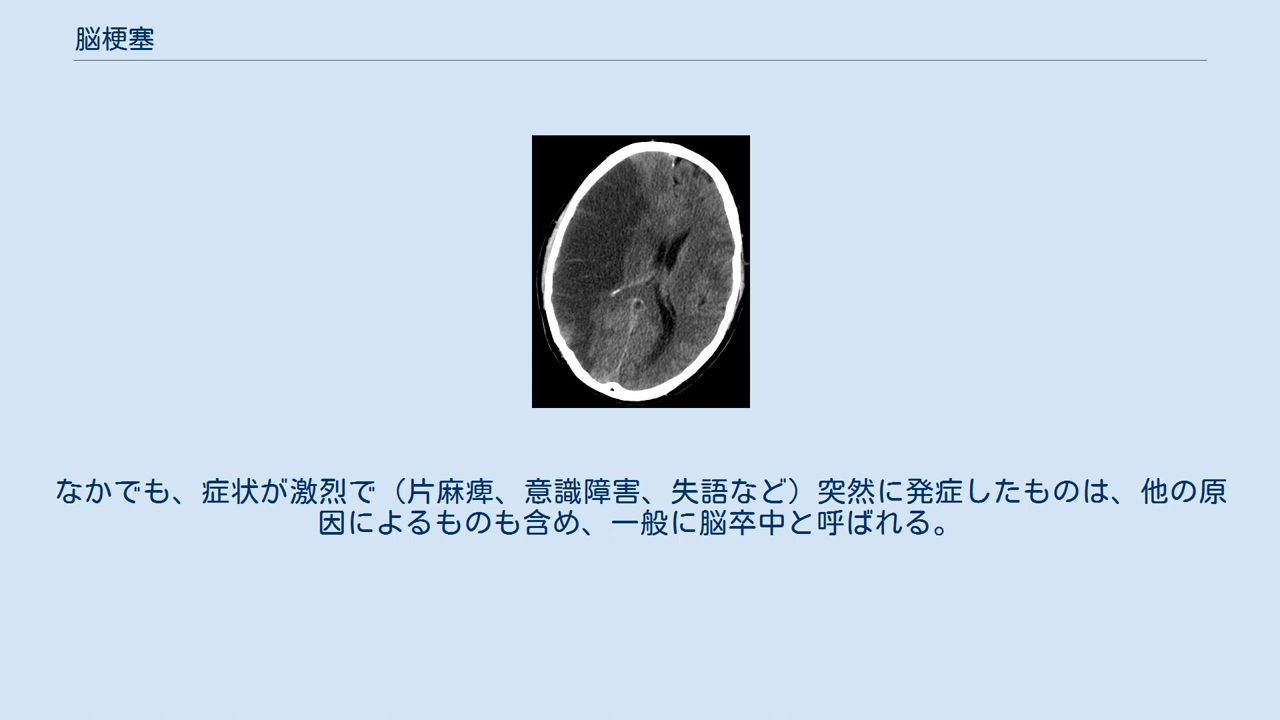 脳梗塞
なかでも、症状が激烈で（片麻痺、意識障害、失語など）突然に発症したものは、他の原
因によるものも含め、一般に脳卒中と呼ばれる。